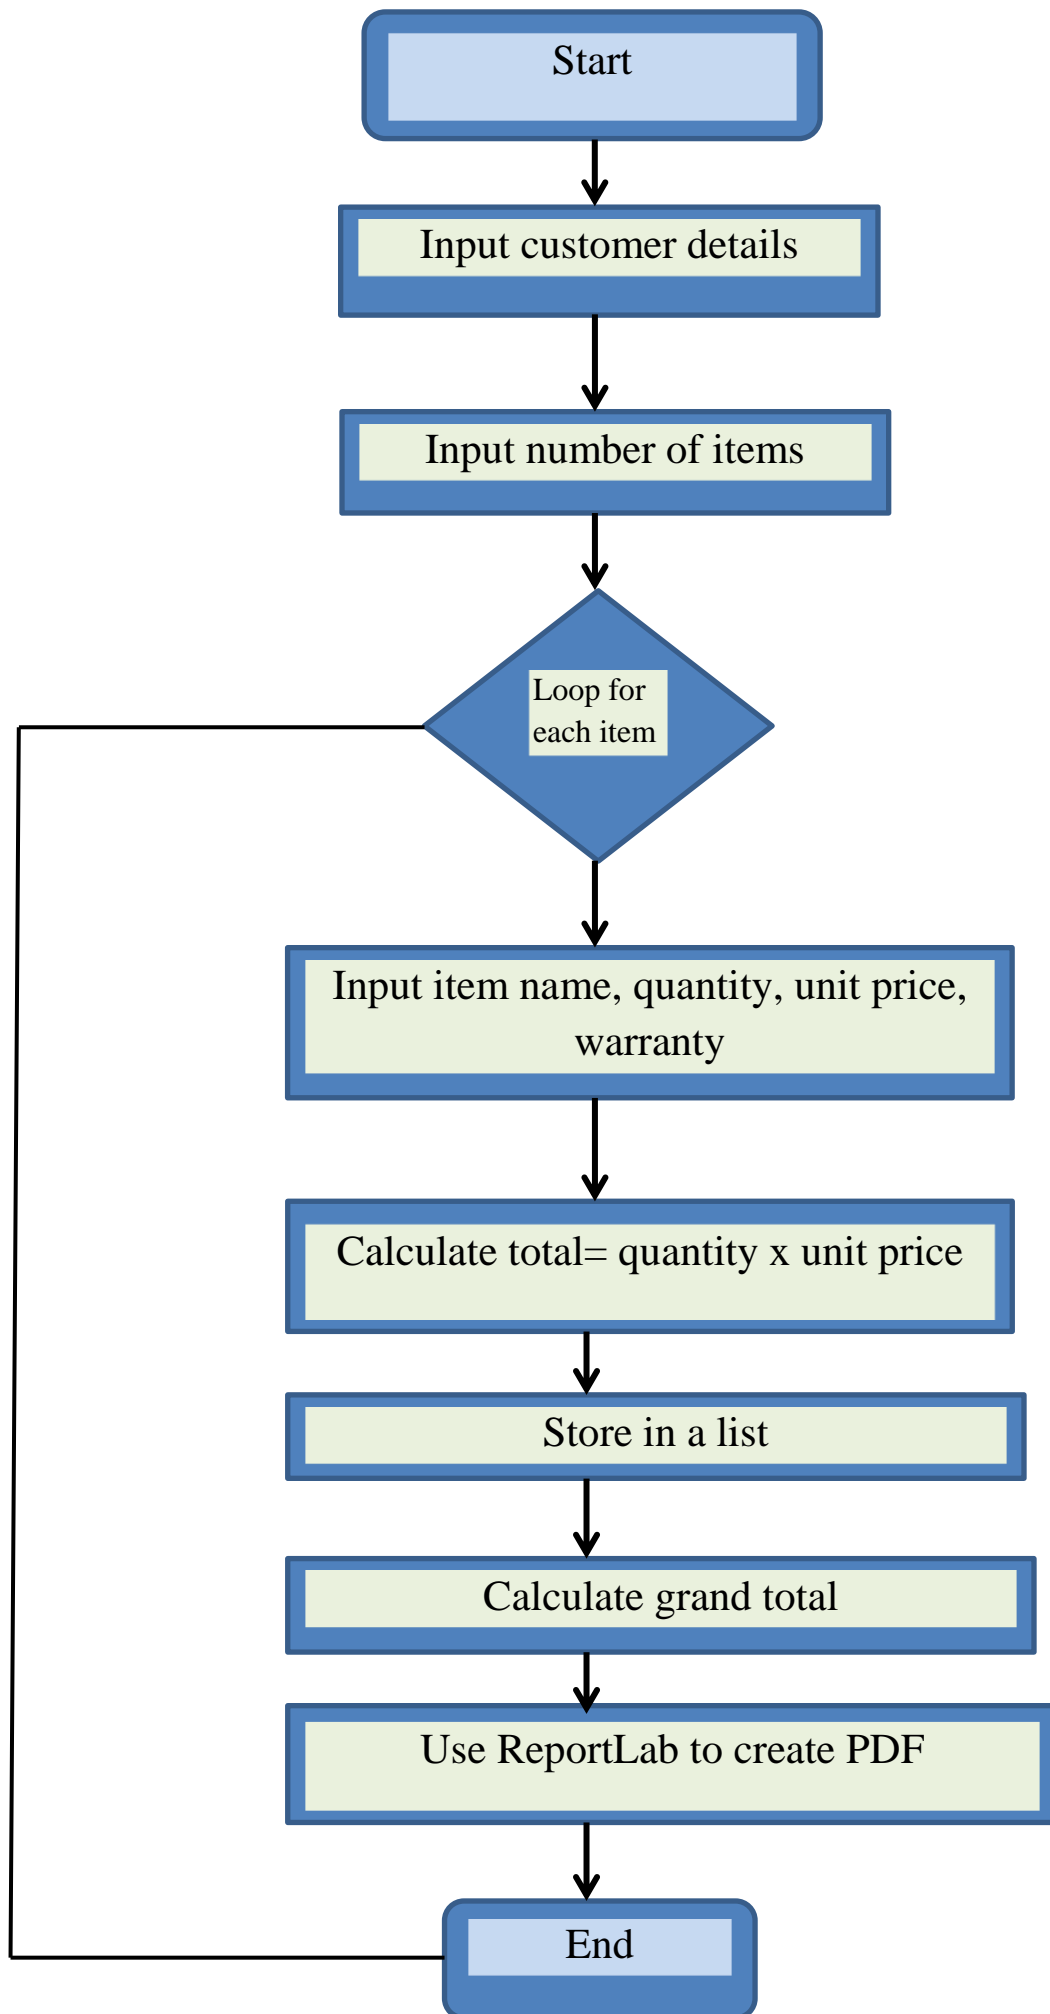 Start
Input customer details
Input number of items
Loop for
each item
Input item name, quantity, unit price,
warranty
Calculate total= quantity x unit price
Store in a list
Calculate grand total
Use ReportLab to create PDF
End